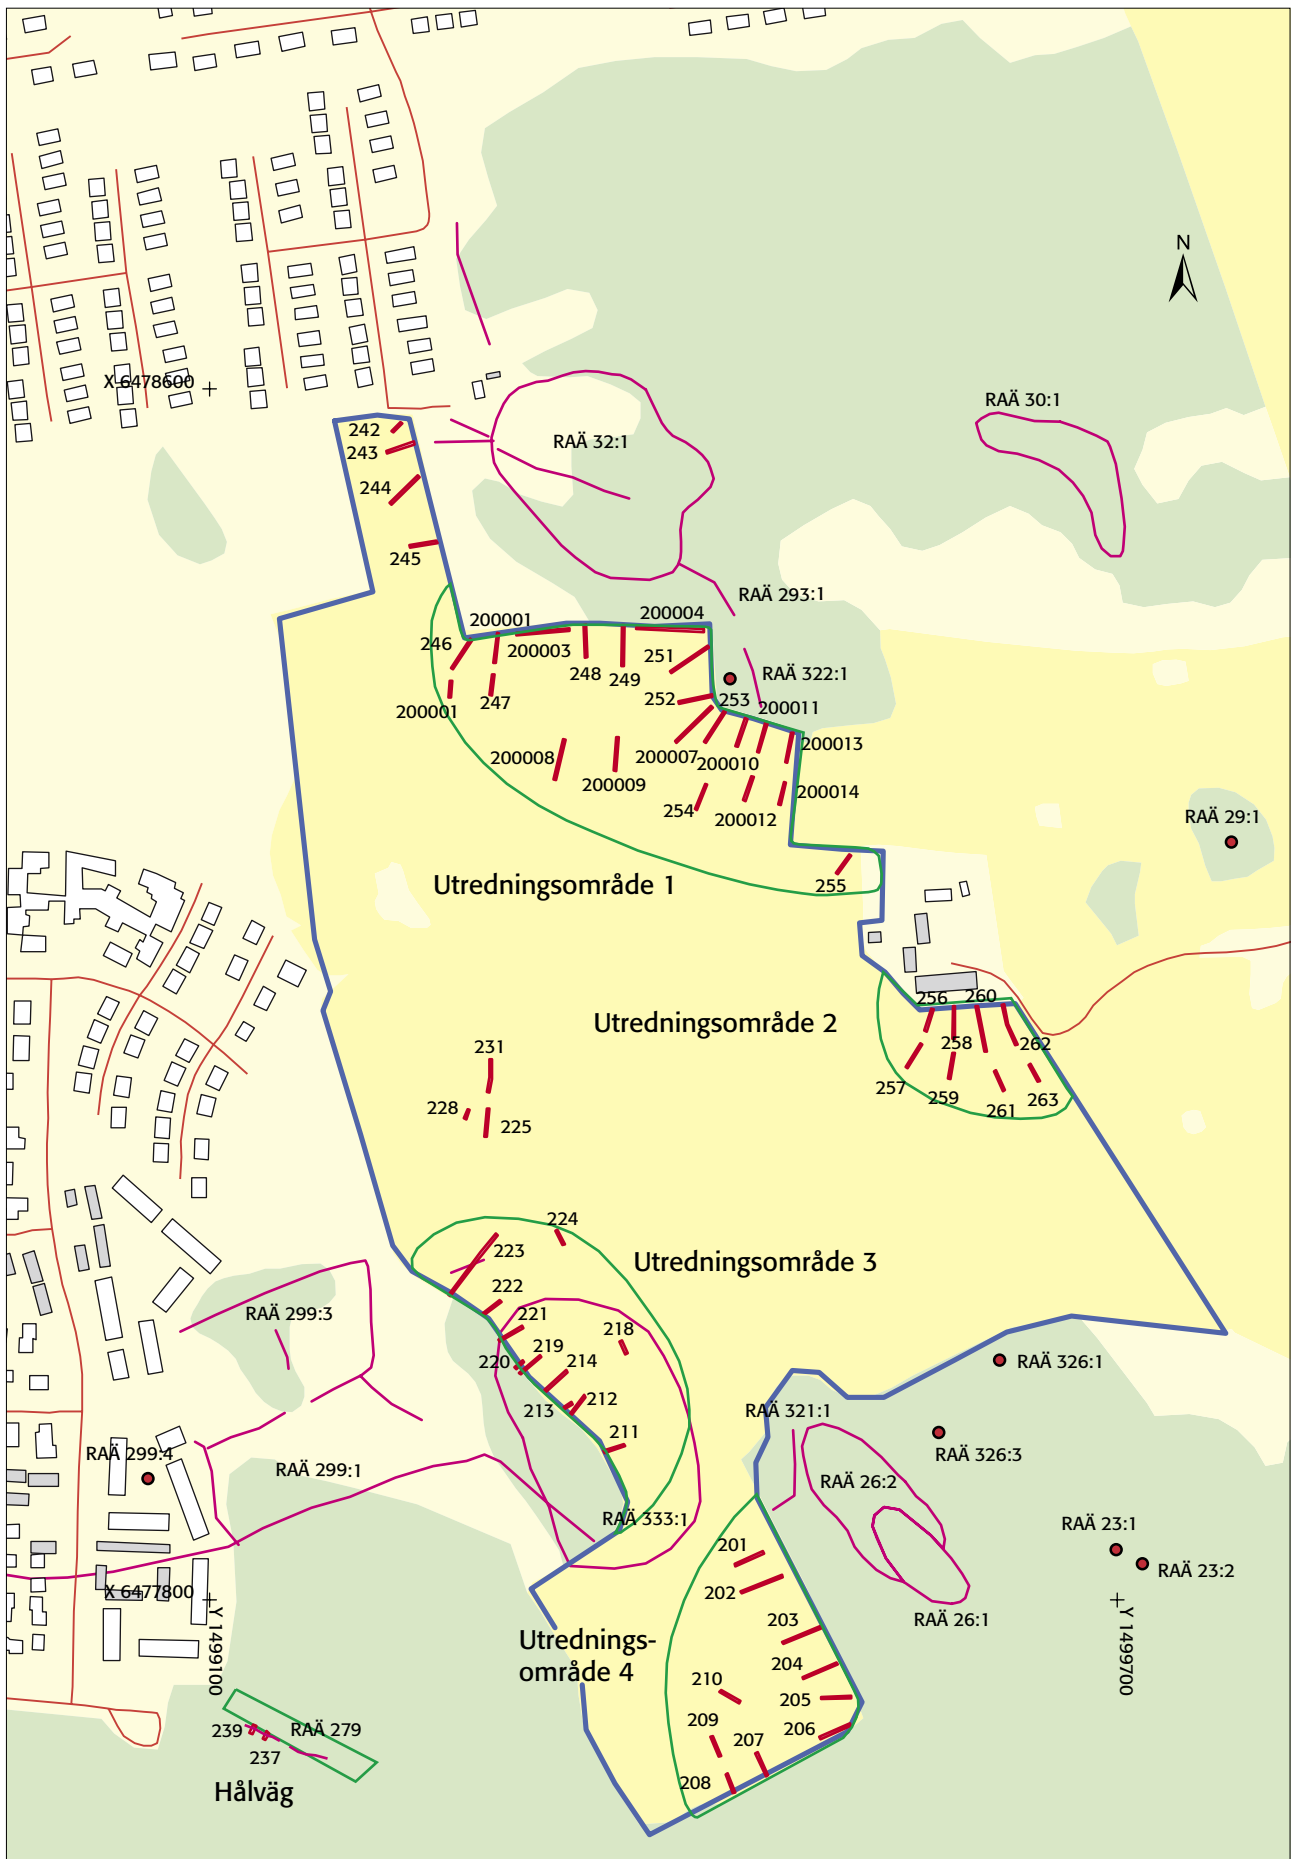 N
X 6478600
RAÄ 30:1
242
RAÄ 32:1
243
244
245
RAÄ 293:1
200001
200004
246
200003
251
248
249
RAÄ 322:1
252
253
247
200001
200011
200013
200008
200007
200010
200009
200014
254
200012
RAÄ 29:1
Utredningsområde 1
255
256
260
Utredningsområde 2
258
262
231
257
259
263
261
228
225
224
223
Utredningsområde 3
222
RAÄ 299:3
221
218
219
220
214
RAÄ 326:1
212
213
RAÄ 321:1
211
RAÄ 299:4
RAÄ 326:3
RAÄ 299:1
RAÄ 26:2
RAÄ 333:1
RAÄ 23:1
201
RAÄ 23:2
X 6477800
202
RAÄ 26:1
203
Y 1499100
Y 1499700
Utrednings-
område 4
204
210
205
239
RAÄ 279
209
206
237
207
208
Hålväg